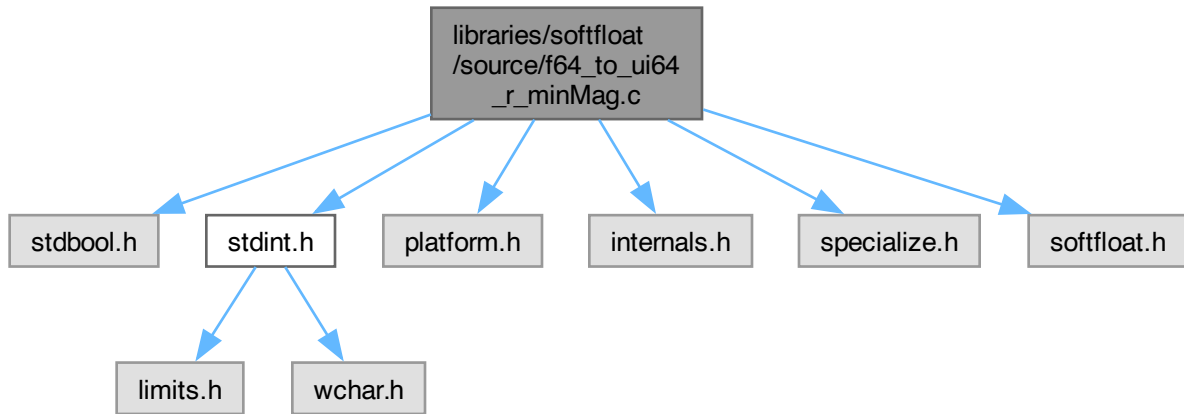 libraries/softfloat
/source/f64_to_ui64
_r_minMag.c
stdbool.h
stdint.h
platform.h
internals.h
specialize.h
softfloat.h
limits.h
wchar.h